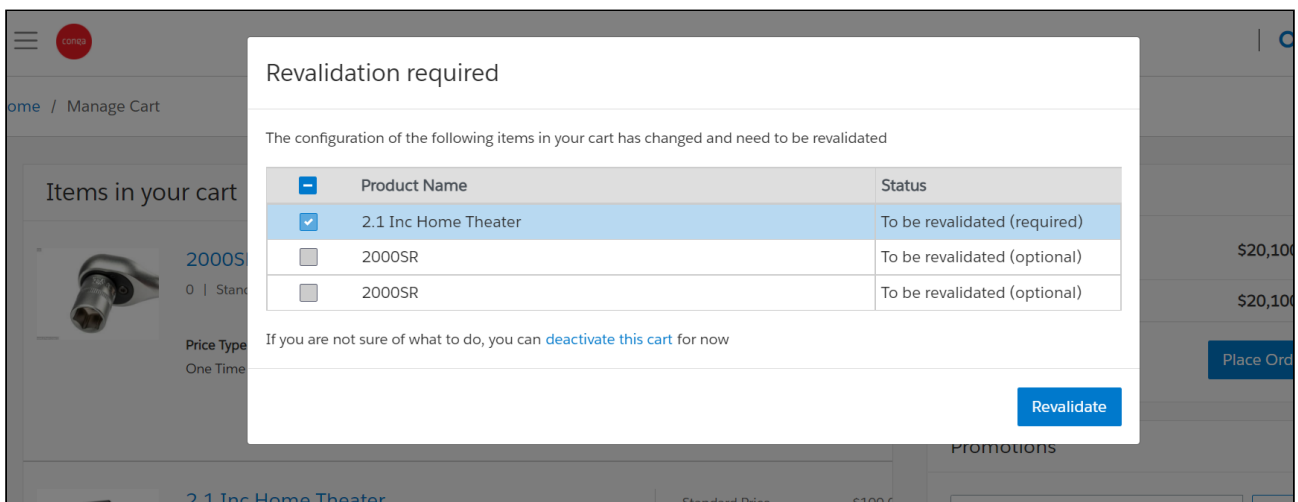 conga
Revalidation required
ome / Manage Cart
The configuration of the following items in your cart has changed and need to be revalidated
Items in your cart
Product Name Status
2.1 Inc Home Theater To be revalidated (required)
2000SR To be revalidated (optional)
2000SR To be revalidated (optional)
2000S
0 | Stand
$20,100
$20,100
If you are not sure of what to do, you can deactivate this cart for now
Price Type
One Time
Place Ord
Revalidate
Promotions
2.1 Inc Home Theater Standard Price